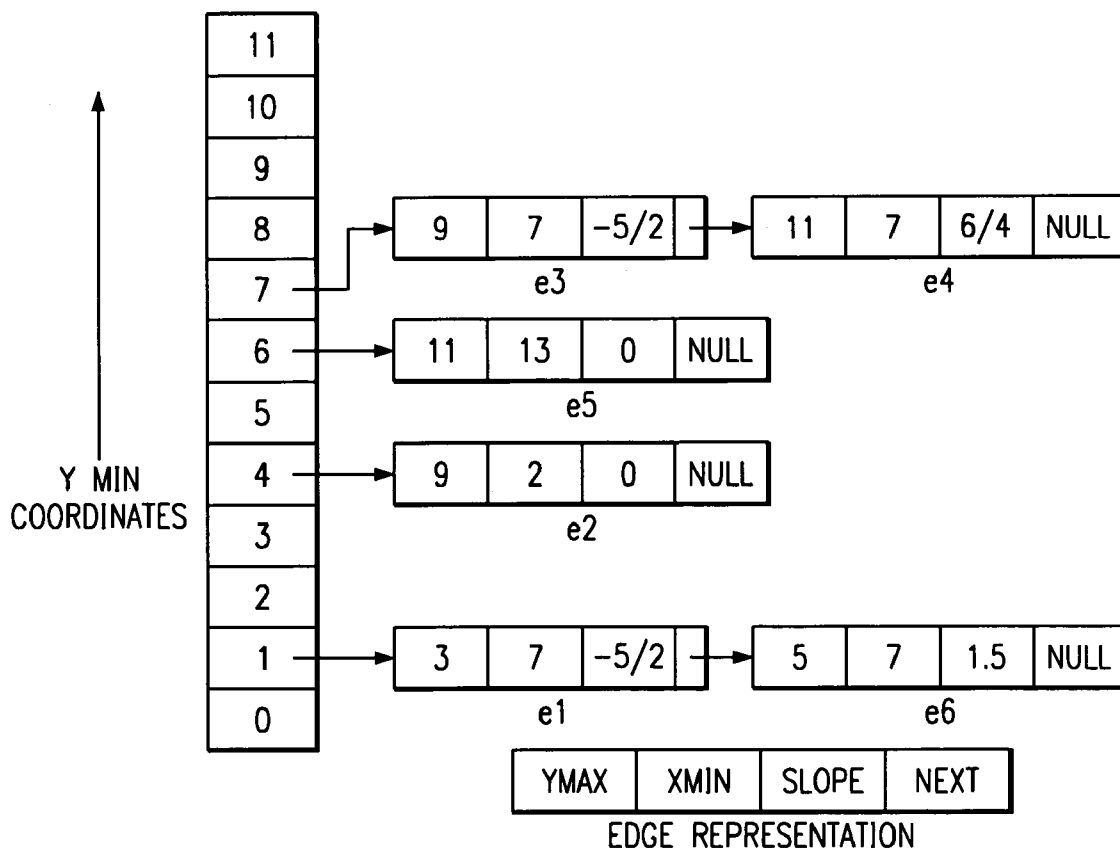 11
10
9
8
9 7 -5/2
11 7 6/4 NULL
7
e3
e4
6
11 13 0 NULL
5
e5
Y MIN
COORDINATES
4
9 2 0 NULL
3
e2
2
1
3 7 -5/2
5 7 1.5 NULL
0
e1
e6
YMAX XMIN SLOPE NEXT
EDGE REPRESENTATION